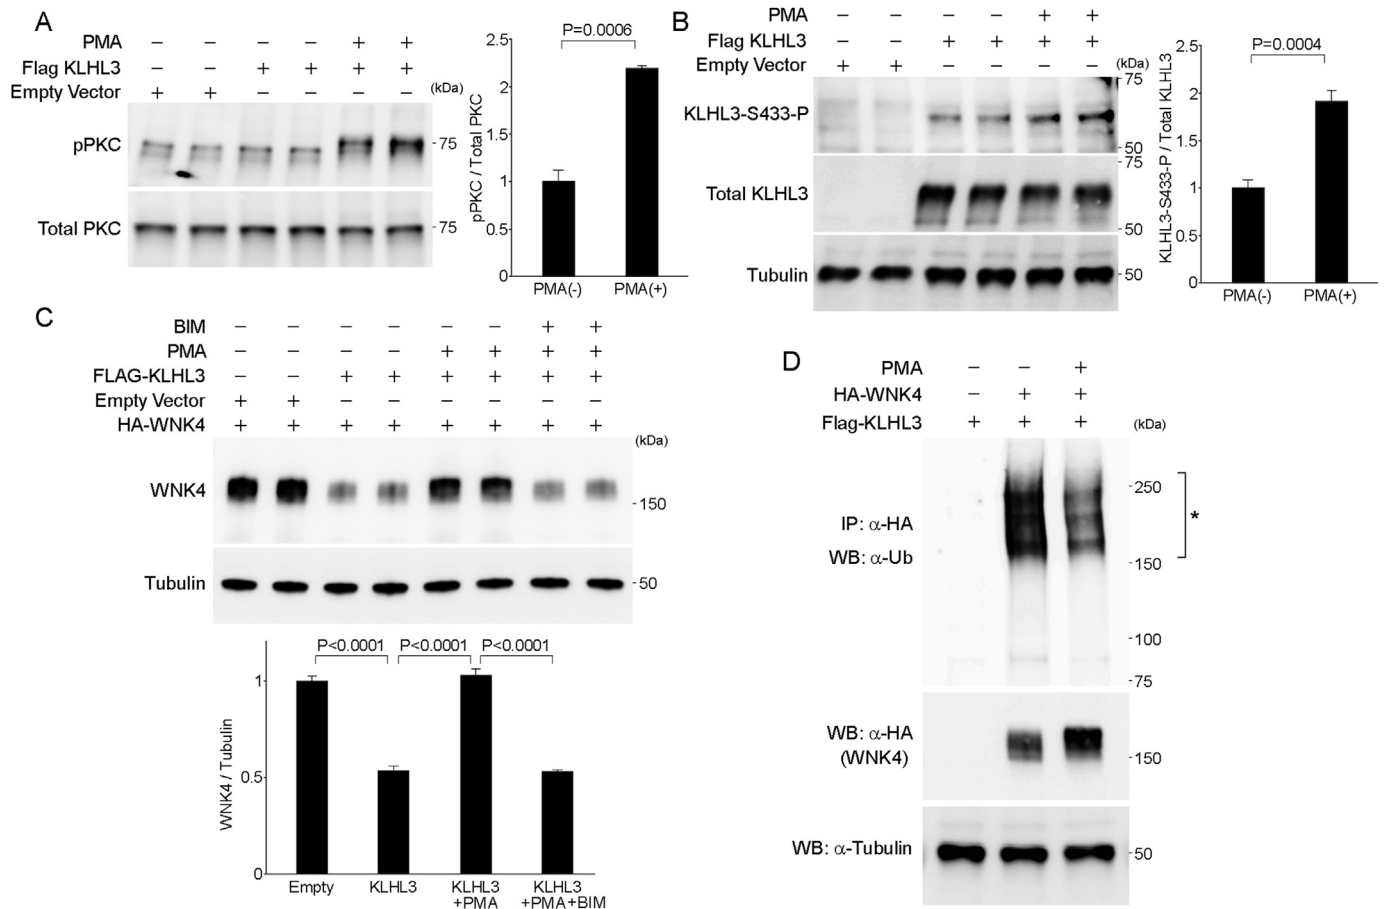 A
PMA − − − − + +
Flag KLHL3 − − + + + +
Empty Vector + + − − − − (kDa)
pPKC -75
Total PKC -75
P=0.0006
2.5
2
1.5
1
0.5
0
pPKC / Total PKC
PMA(-) PMA(+)
B
PMA − − − − + +
Flag KLHL3 − − + + + +
Empty Vector + + − − − − (kDa)
KLHL3-S433-P -75
50
Total KLHL3 -75
-50
Tubulin -50
P=0.0004
2.5
2
1.5
1
0.5
0
KLHL3-S433-P / Total KLHL3
PMA(-) PMA(+)
C
BIM − − − − − − + +
PMA − − − − + + + +
FLAG-KLHL3 − − + + + + + +
Empty Vector + + − − − − − −
HA-WNK4 + + + + + + + +
(kDa)
WNK4 -150
Tubulin -50
P<0.0001 P<0.0001 P<0.0001
1
0.5
0
WNK4 / Tubulin
Empty KLHL3 KLHL3 KLHL3
+PMA +PMA+BIM
D
PMA − − +
HA-WNK4 − + +
Flag-KLHL3 + + + (kDa)
-250
IP: α-HA *
WB: α-Ub
-150
-100
-75
WB: α-HA
(WNK4) -150
WB: α-Tubulin -50